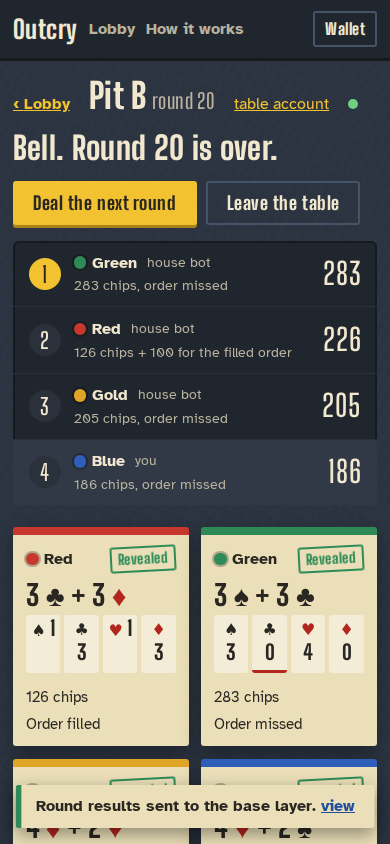 Outcry Lobby How it works Wallet
‹ Lobby Pit B round 20 table account
Bell. Round 20 is over.
Deal the next round Leave the table
1 Green house bot 283
283 chips, order missed
2 Red house bot 226
126 chips + 100 for the filled order
3 Gold house bot 205
205 chips, order missed
4 Blue you 186
186 chips, order missed
Red Revealed
3 ♣ + 3 ♦
♠ 1 ♣ 3 ♥ 1 ♦ 3
126 chips
Order filled
Green Revealed
3 ♠ + 3 ♣
♠ 3 ♣ 0 ♥ 4 ♦ 0
283 chips
Order missed
Round results sent to the base layer. view